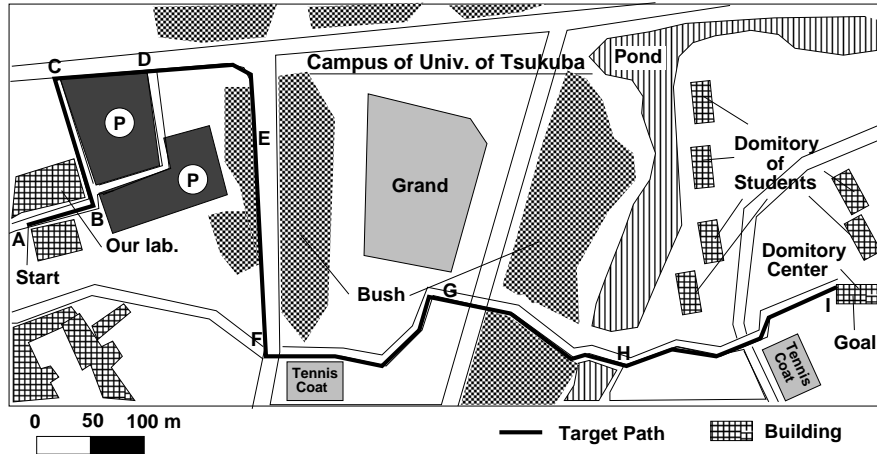 C
D
Campus of Univ. of Tsukuba
Pond
P
E
Domitory
of
Students
P
Grand
B
A
Our lab.
Start
Domitory
Center
Bush
G
I
F
H
Goal
Tennis
Coat
Tennis
Coat
0 50 100 m
Target Path
Building